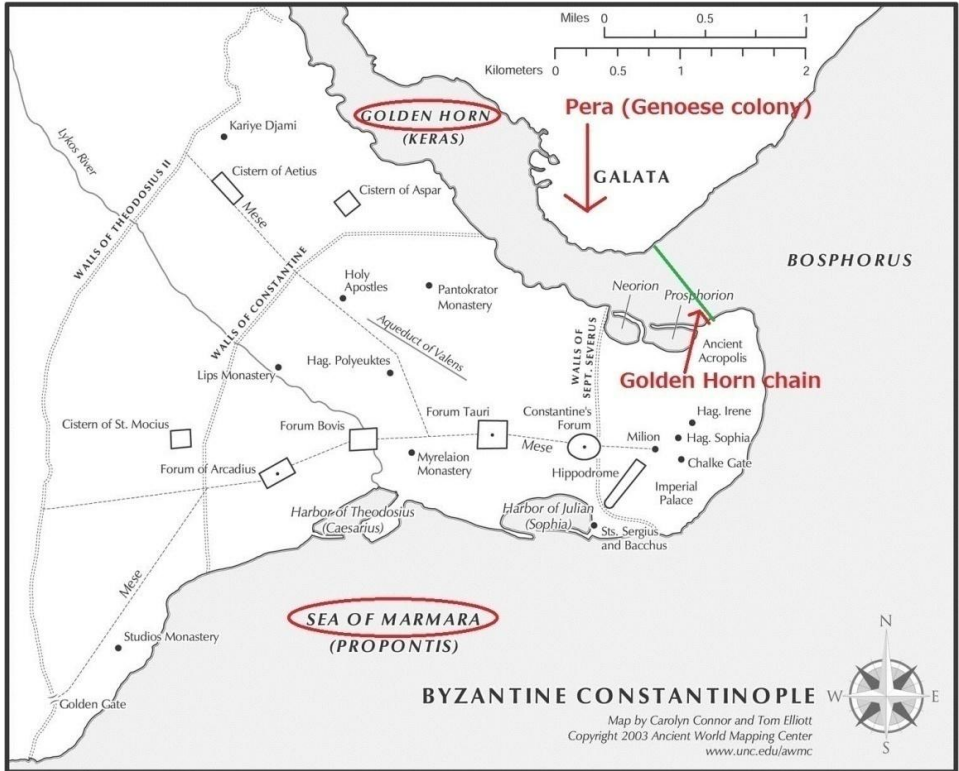 Miles 0 0.5 1
Kilometers 0 0.5 1 2
Pera (Genoese colony)
GOLDEN HORN
(KERAS)
GALATA
Kariye Djami
Lykos River
Cistern of Aetius
Cistern of Aspar
Mese
WALLS OF THEODOSIUS II
WALLS OF CONSTANTINE
BOSPHORUS
Holy
Apostles
Pantokrator
Monastery
Neorion
Prosphorion
Aqueduct of Valens
WALLS OF
SEPT. SEVERUS
Ancient
Acropolis
Golden Horn chain
Lips Monastery
Hag. Polyeuktes
Cistern of St. Mocius
Forum Bovis
Forum Tauri
Constantine's
Forum
Mese
Milion
Hag. Irene
Hag. Sophia
Chalke Gate
Forum of Arcadius
Myrelaion
Monastery
Hippodrome
Imperial
Palace
Harbor of Theodosius
(Caesarius)
Harbor of Julian
(Sophia)
Sts. Sergius
and Bacchus
Mese
SEA OF MARMARA
(PROPONTIS)
Studios Monastery
Golden Gate
BYZANTINE CONSTANTINOPLE
Map by Carolyn Connor and Tom Elliott
Copyright 2003 Ancient World Mapping Center
www.unc.edu/awmc
N
W E
S